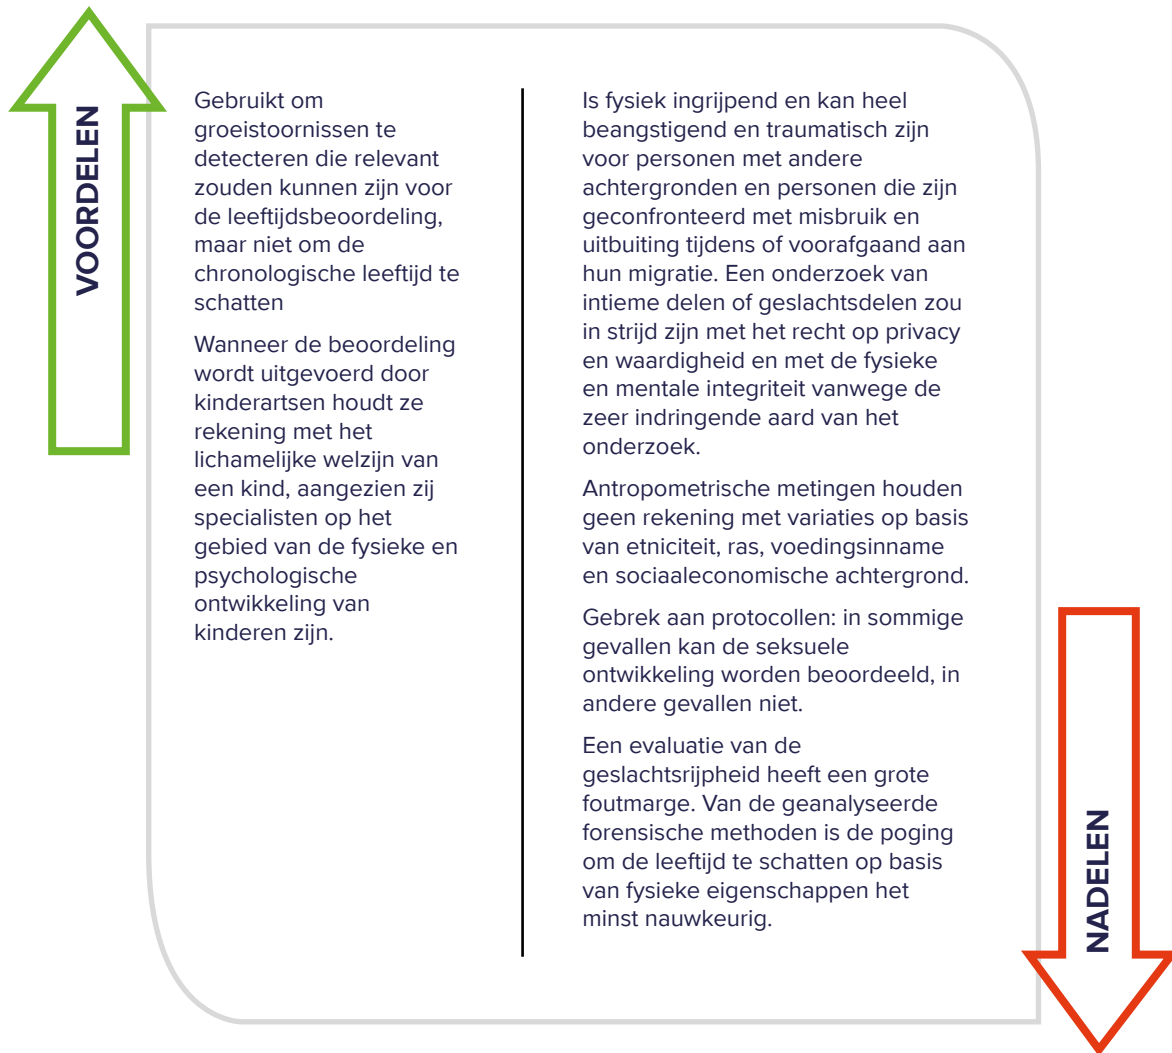 VOORDELEN
Gebruikt om
groeistoornissen te
detecteren die relevant
zouden kunnen zijn voor
de leeftijdsbeoordeling,
maar niet om de
chronologische leeftijd te
schatten
Wanneer de beoordeling
wordt uitgevoerd door
kinderartsen houdt ze
rekening met het
lichamelijke welzijn van
een kind, aangezien zij
specialisten op het
gebied van de fysieke en
psychologische
ontwikkeling van
kinderen zijn.
Is fysiek ingrijpend en kan heel
beangstigend en traumatisch zijn
voor personen met andere
achtergronden en personen die zijn
geconfronteerd met misbruik en
uitbuiting tijdens of voorafgaand aan
hun migratie. Een onderzoek van
intieme delen of geslachtsdelen zou
in strijd zijn met het recht op privacy
en waardigheid en met de fysieke
en mentale integriteit vanwege de
zeer indringende aard van het
onderzoek.
Antropometrische metingen houden
geen rekening met variaties op basis
van etniciteit, ras, voedingsinname
en sociaaleconomische achtergrond.
Gebrek aan protocollen: in sommige
gevallen kan de seksuele
ontwikkeling worden beoordeeld, in
andere gevallen niet.
Een evaluatie van de
geslachtsrijpheid heeft een grote
foutmarge. Van de geanalyseerde
forensische methoden is de poging
om de leeftijd te schatten op basis
van fysieke eigenschappen het
minst nauwkeurig.
NADELEN